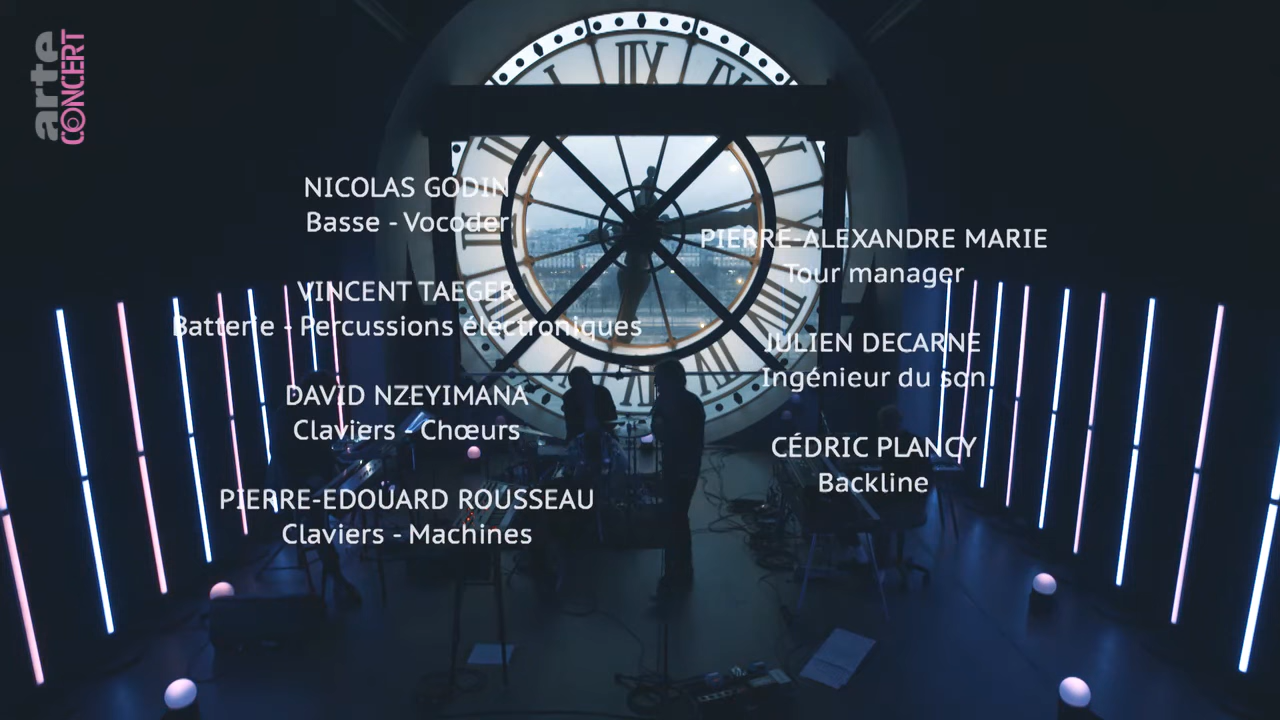 arte
CONCERT
NICOLAS GODIN
Basse - Vocoder
VINCENT TAEGER
Batterie - Percussions électroniques
DAVID NZEYIMANA
Claviers - Chœurs
PIERRE-EDOUARD ROUSSEAU
Claviers - Machines
PIERRE-ALEXANDRE MARIE
Tour manager
JULIEN DECARNE
Ingénieur du son
CÉDRIC PLANCY
Backline